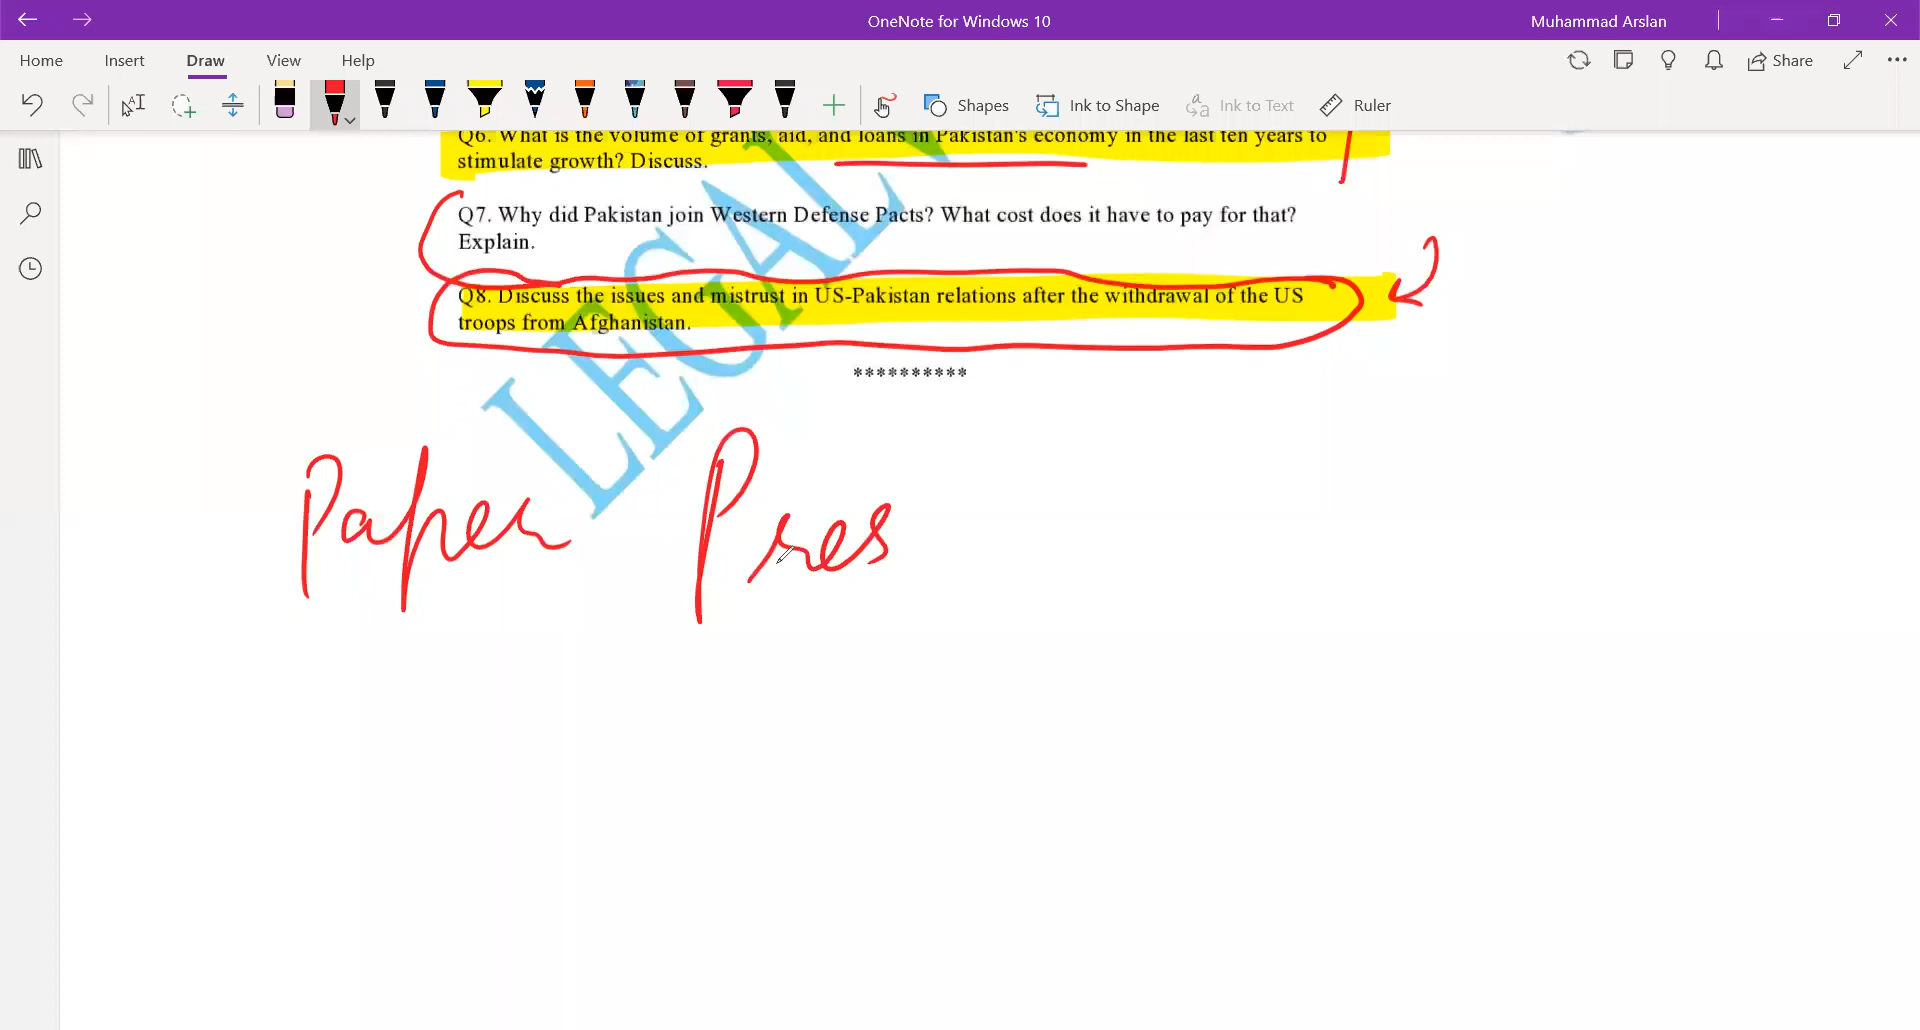 OneNote for Windows 10
Muhammad Arslan
Home Insert Draw View Help
Share
Shapes Ink to Shape Ink to Text Ruler
Q6. What is the volume of grants, aid, and loans in Pakistan's economy in the last ten years to
stimulate growth? Discuss.
Q7. Why did Pakistan join Western Defense Pacts? What cost does it have to pay for that?
Explain.
Q8. Discuss the issues and mistrust in US-Pakistan relations after the withdrawal of the US
troops from Afghanistan.
**********
LEGAL
Paper Pres